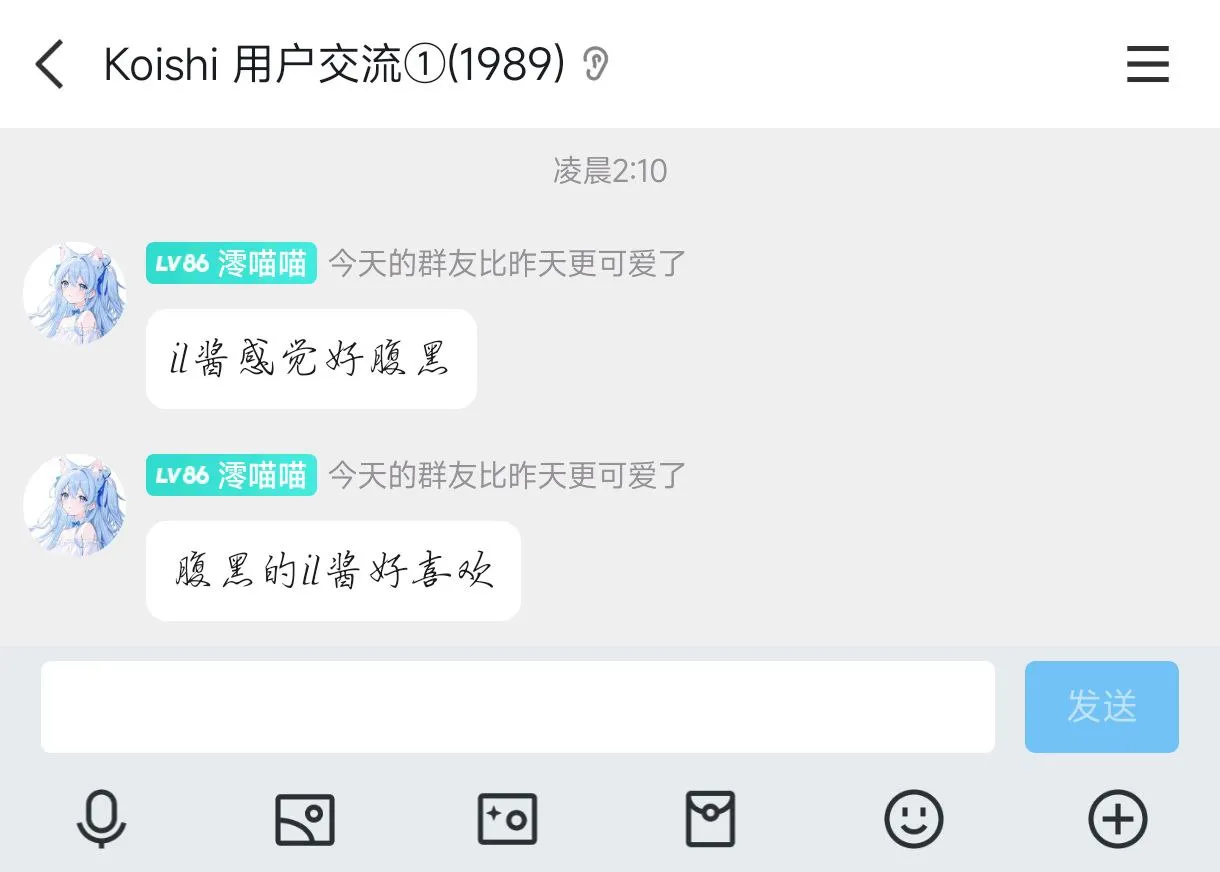 Koishi 用户交流①(1989)
凌晨2:10
LV86 澪喵喵 今天的群友比昨天更可爱了
il酱感觉好腹黑
LV86 澪喵喵 今天的群友比昨天更可爱了
腹黑的il酱好喜欢
发送